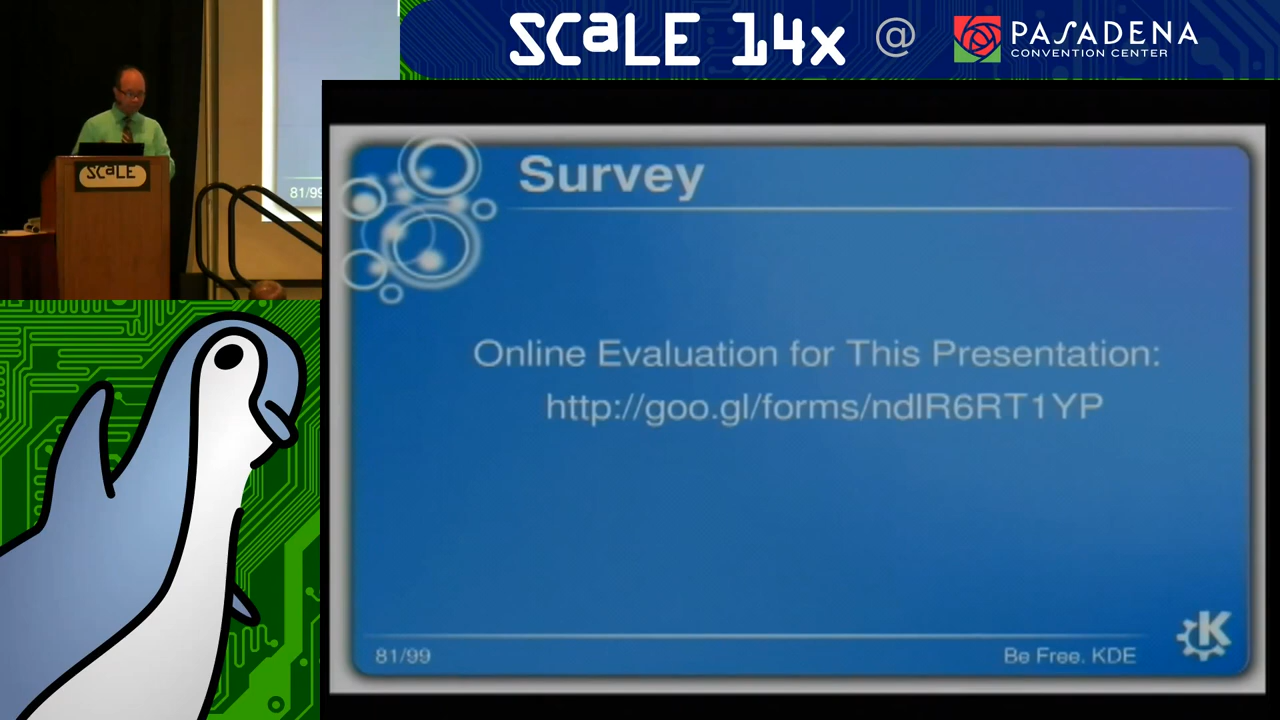 SCALE 14x @ PASADENA
CONVENTION CENTER
SCALE
81/99
Survey
Online Evaluation for This Presentation:
http://goo.gl/forms/ndlR6RT1YP
81/99
Be Free. KDE
K